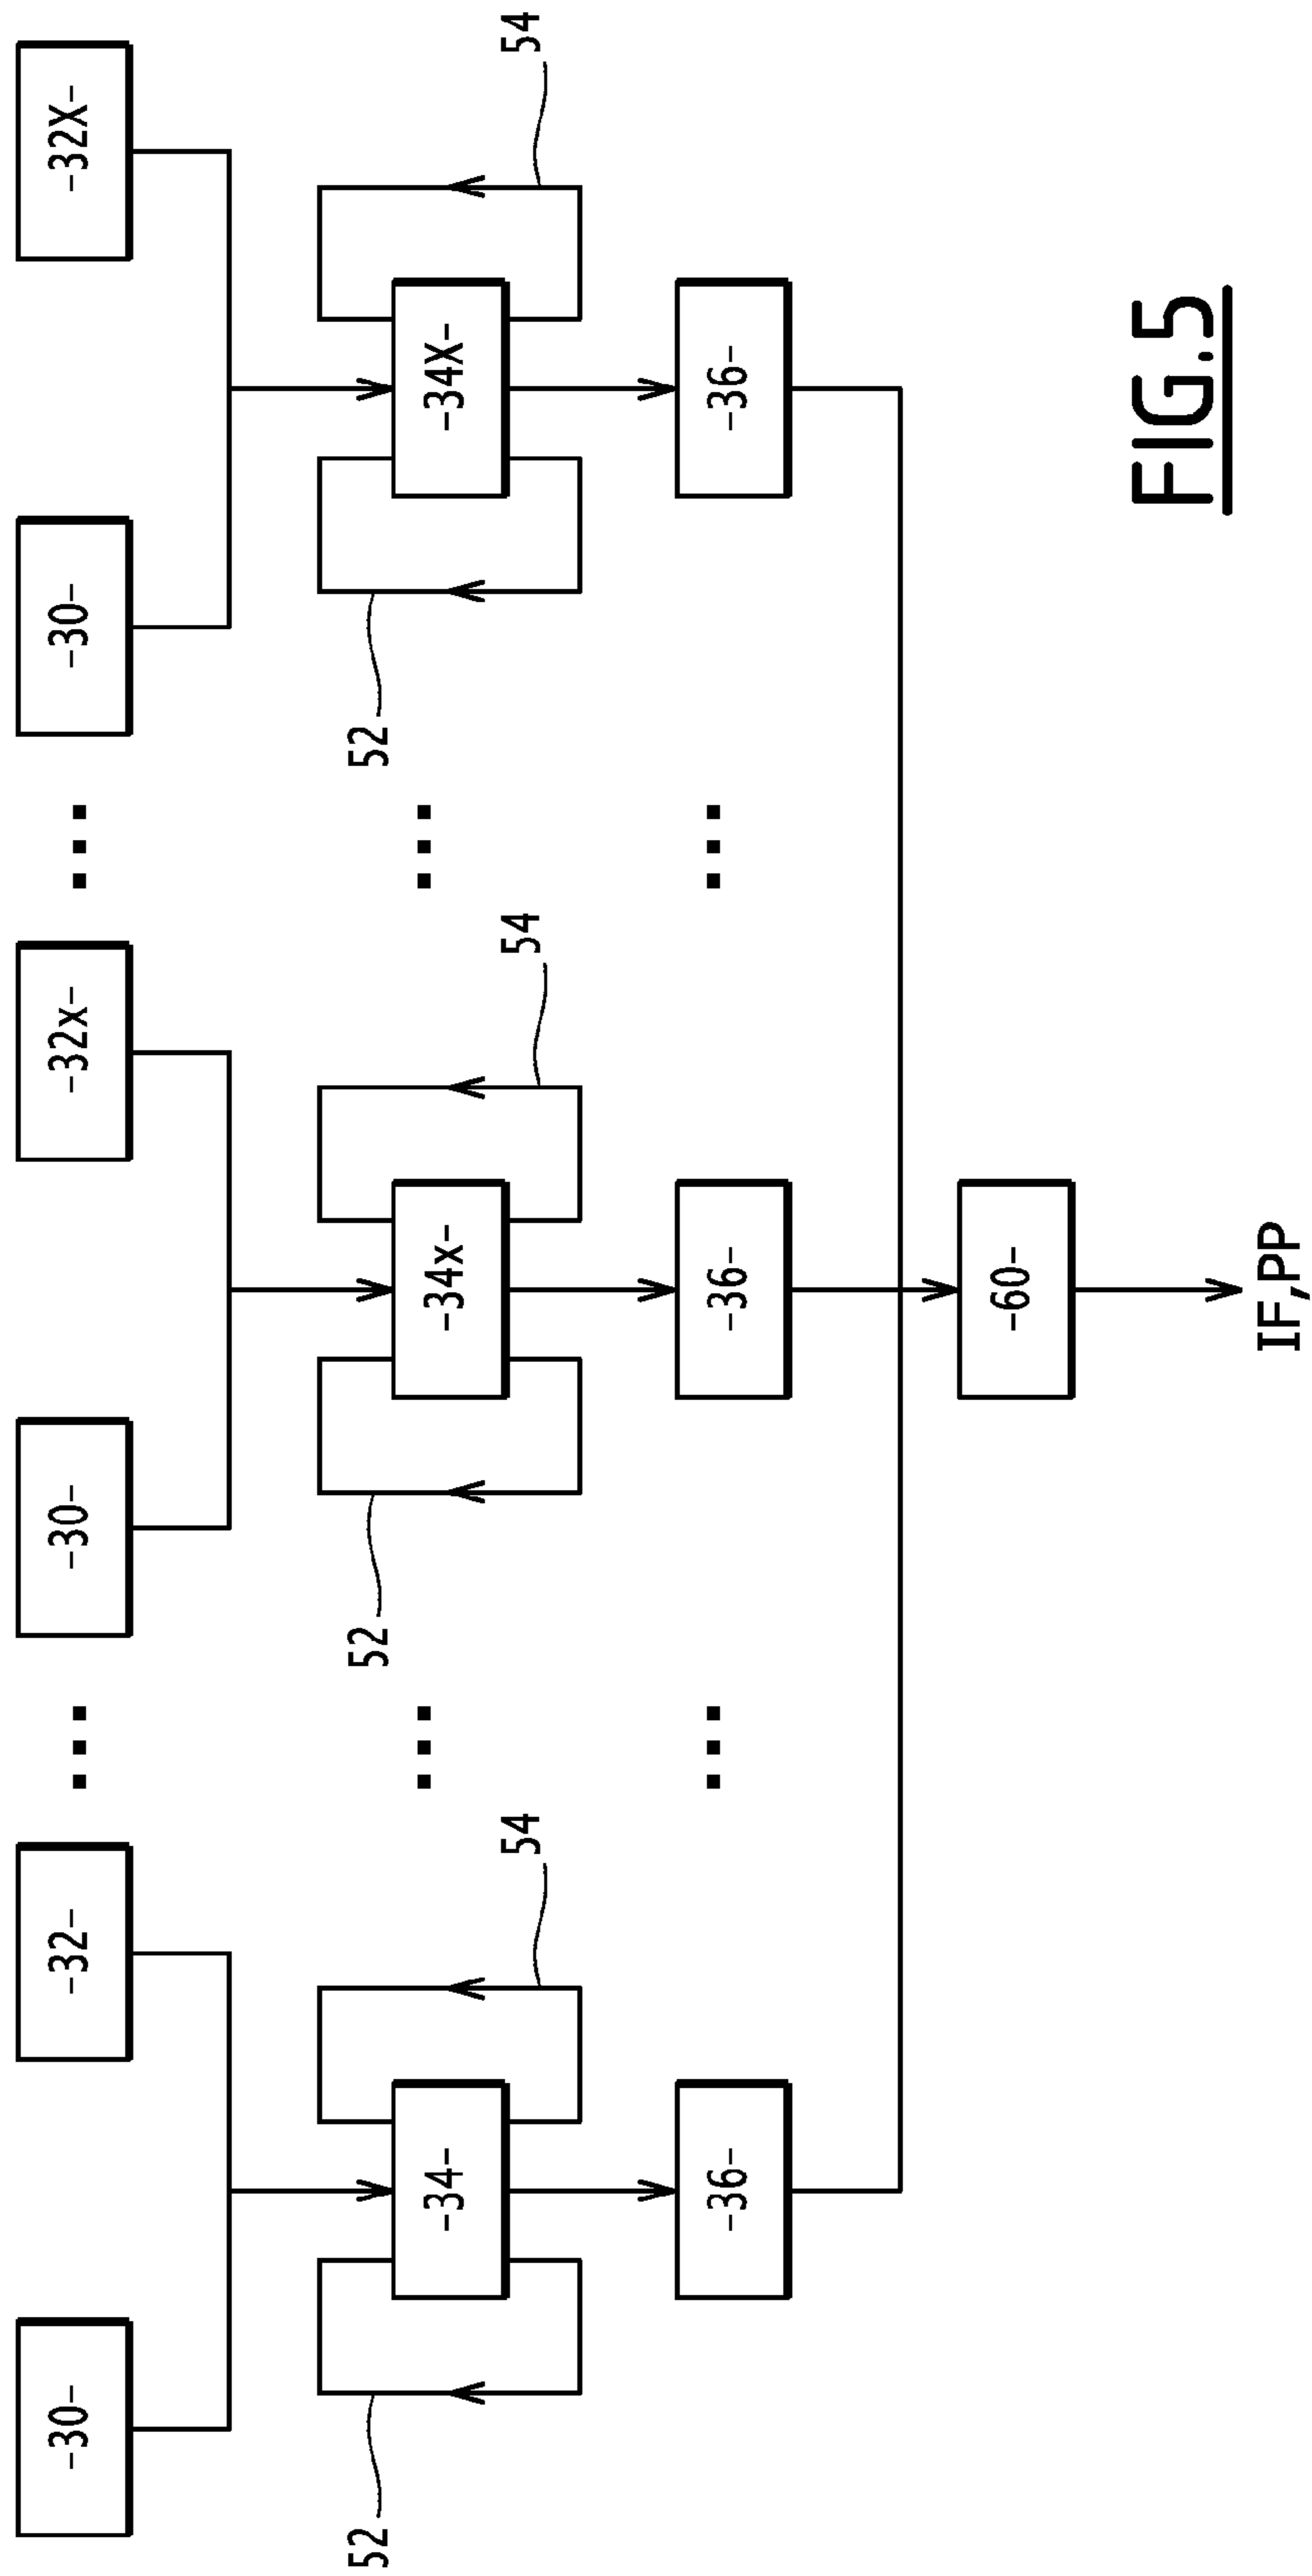 -30- -32- ... -30- -32x- ... -30- -32X-
52 52 52
-34- ... -34x- ... -34X-
54 54 54
-36- ... -36- ... -36-
-60-
FIG.5
IF,PP